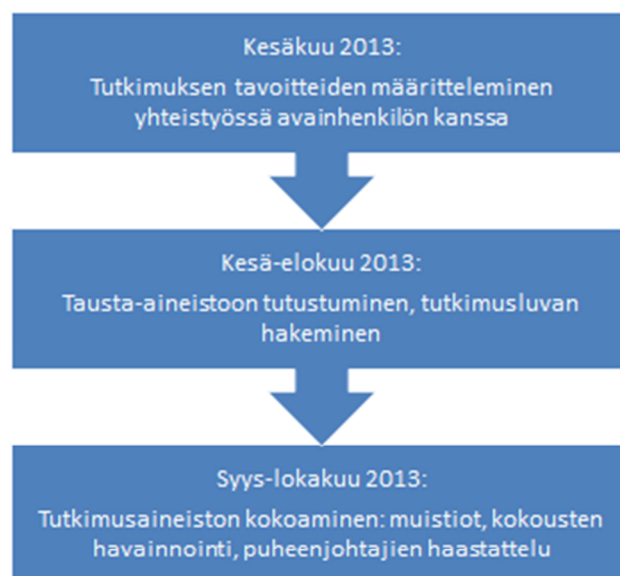 Kesäkuu 2013:
Tutkimuksen tavoitteiden määritteleminen
yhteistyössä avainhenkilön kanssa
Kesä-elokuu 2013:
Tausta-aineistoon tutustuminen, tutkimusluvan
hakeminen
Syys-lokakuu 2013:
Tutkimusaineiston kokoaminen: muistiot, kokousten
havainnointi, puheenjohtajien haastattelu